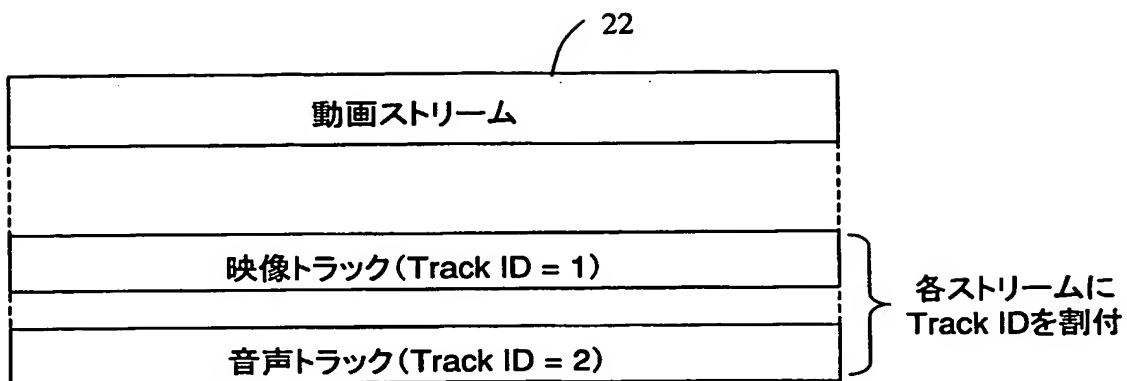 22
動画ストリーム
映像トラック(Track ID = 1)
各ストリームに
Track IDを割付
音声トラック(Track ID = 2)